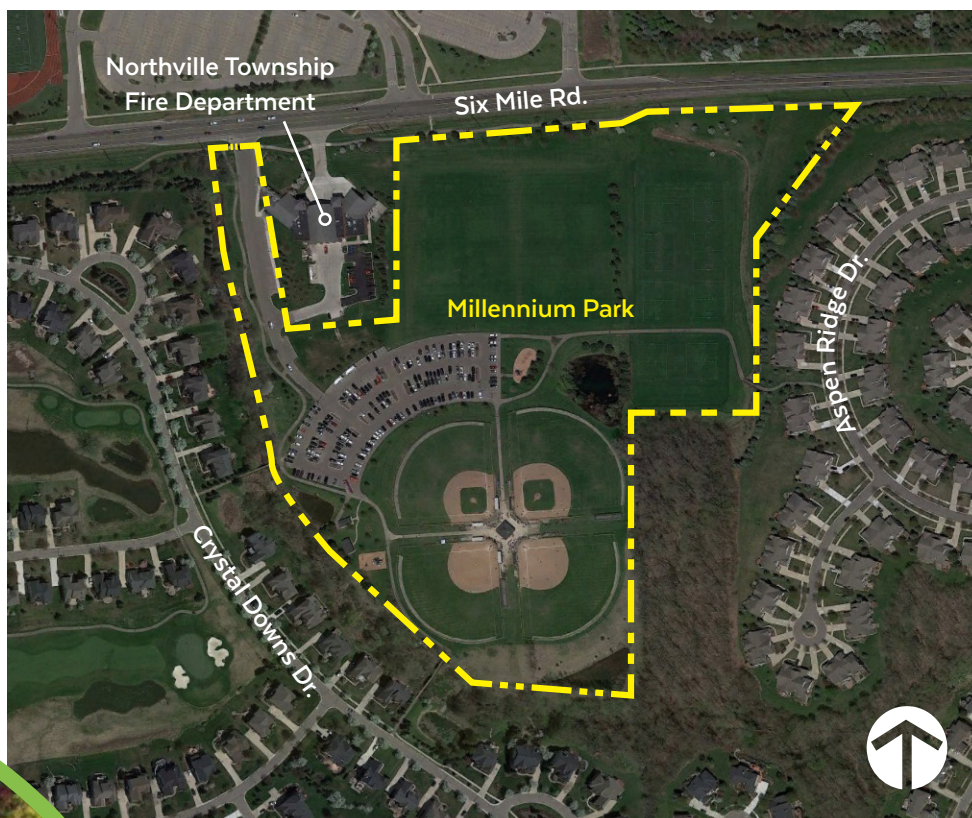 Northville Township
Fire Department
Six Mile Rd.
Millennium Park
Aspen Ridge Dr.
Crystal Downs Dr.